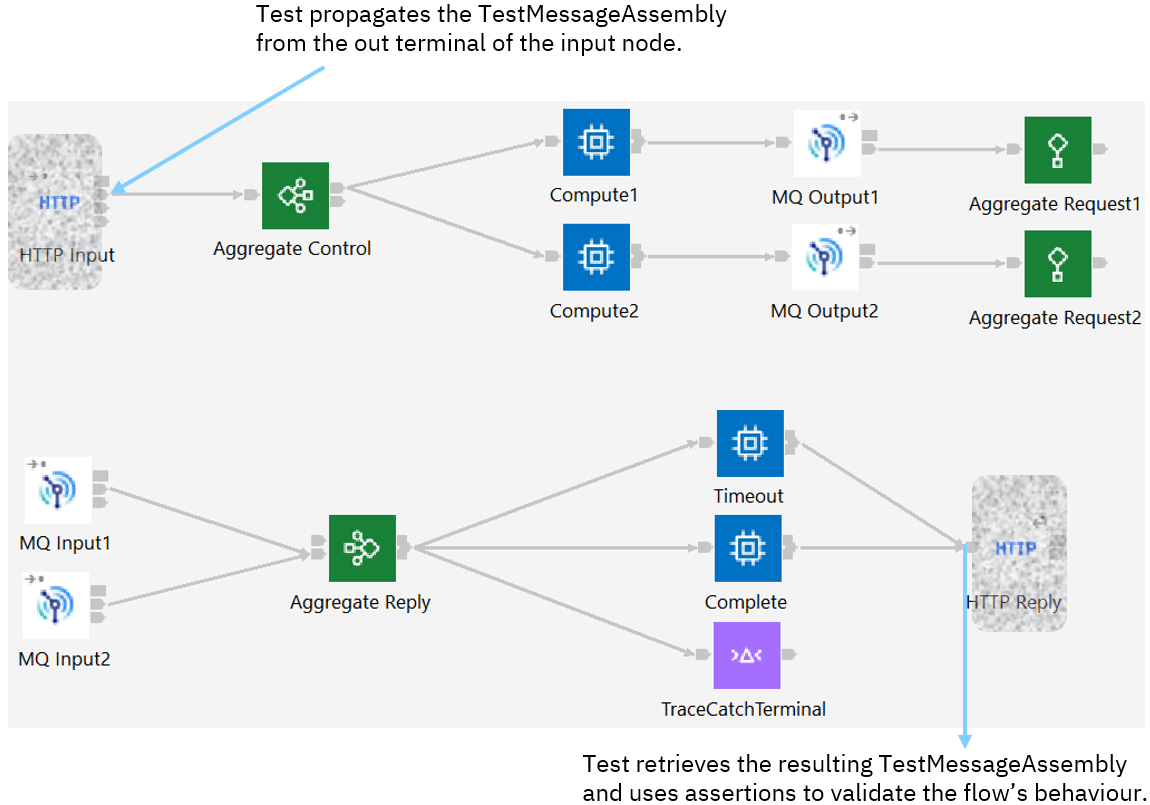 Test propagates the TestMessageAssembly
from the out terminal of the input node.
HTTP
HTTP Input
Aggregate Control
Compute1
MQ Output1
Aggregate Request1
Compute2
MQ Output2
Aggregate Request2
MQ Input1
MQ Input2
Aggregate Reply
Timeout
Complete
TraceCatchTerminal
HTTP
HTTP Reply
Test retrieves the resulting TestMessageAssembly
and uses assertions to validate the flow’s behaviour.